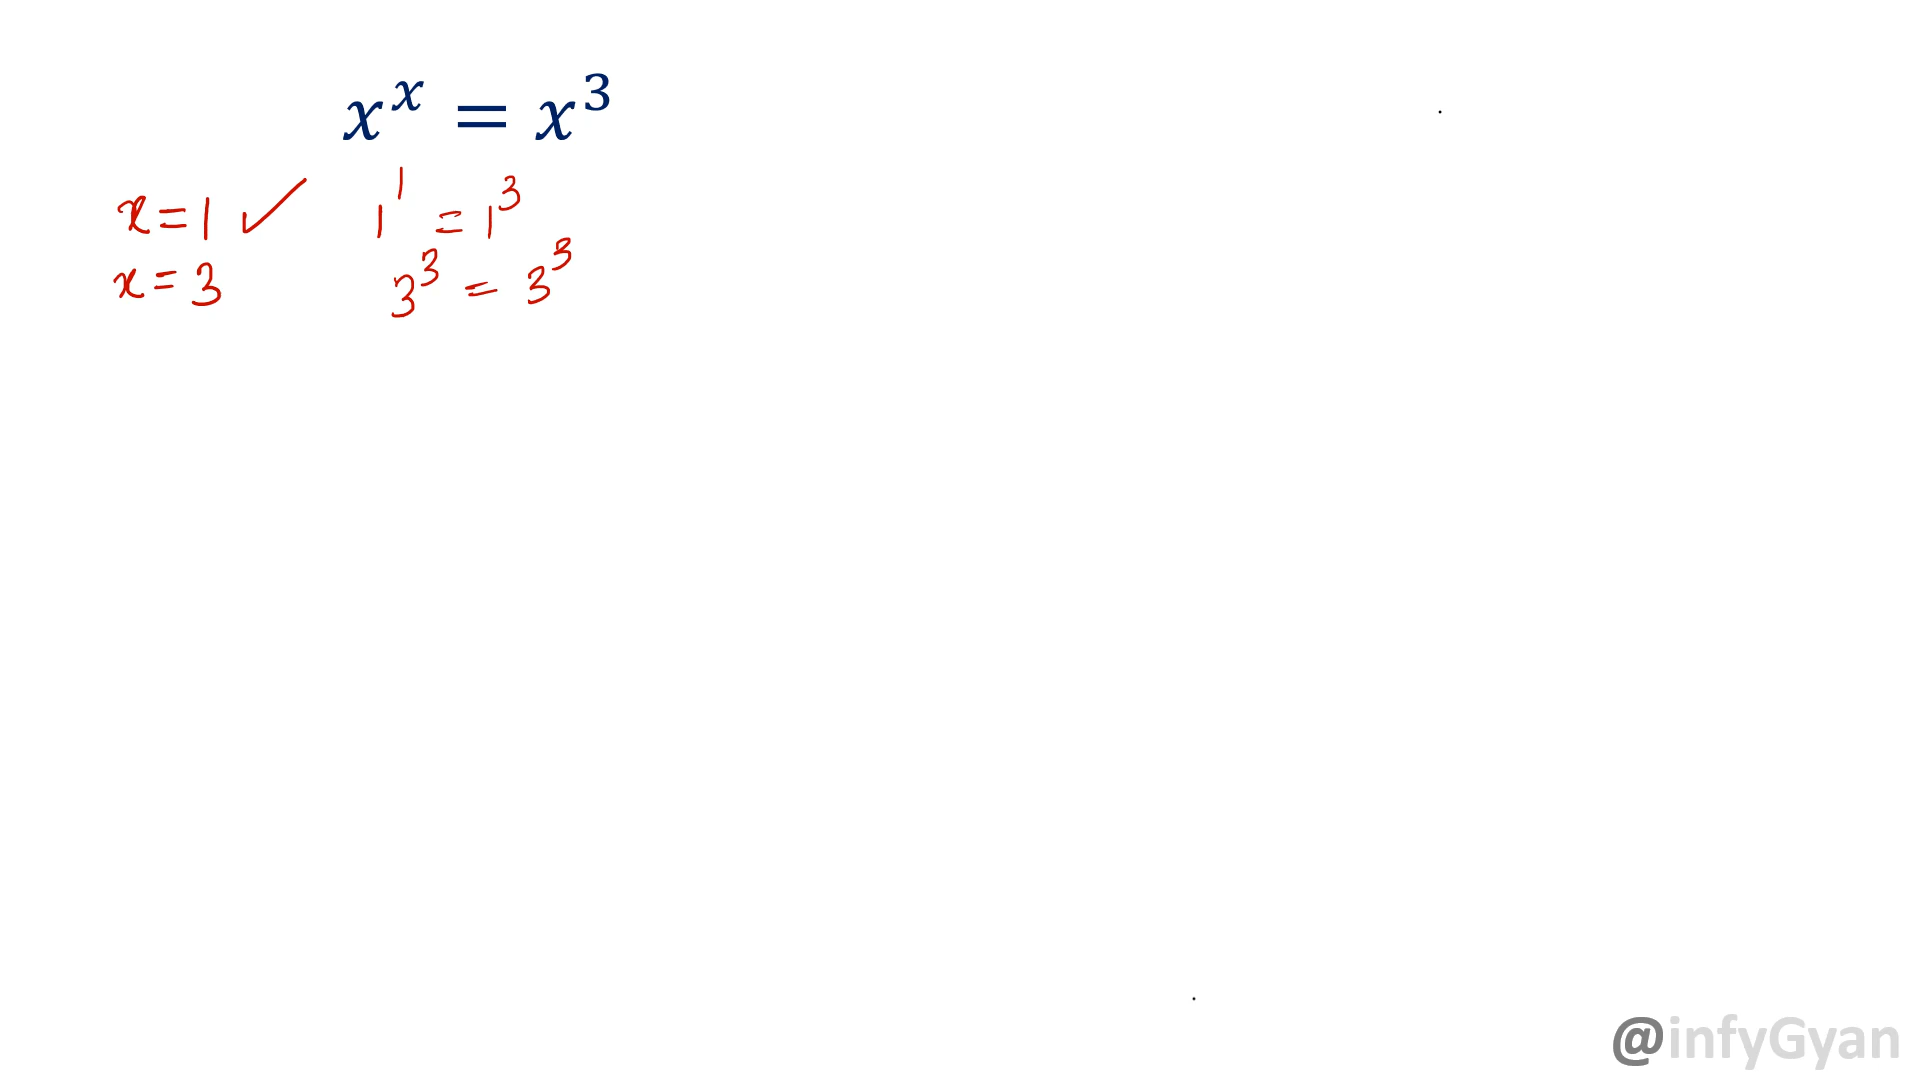 x^x = x^3
x = 1 ✓ 1^1 = 1^3
x = 3 3^3 = 3^3
@infyGyan